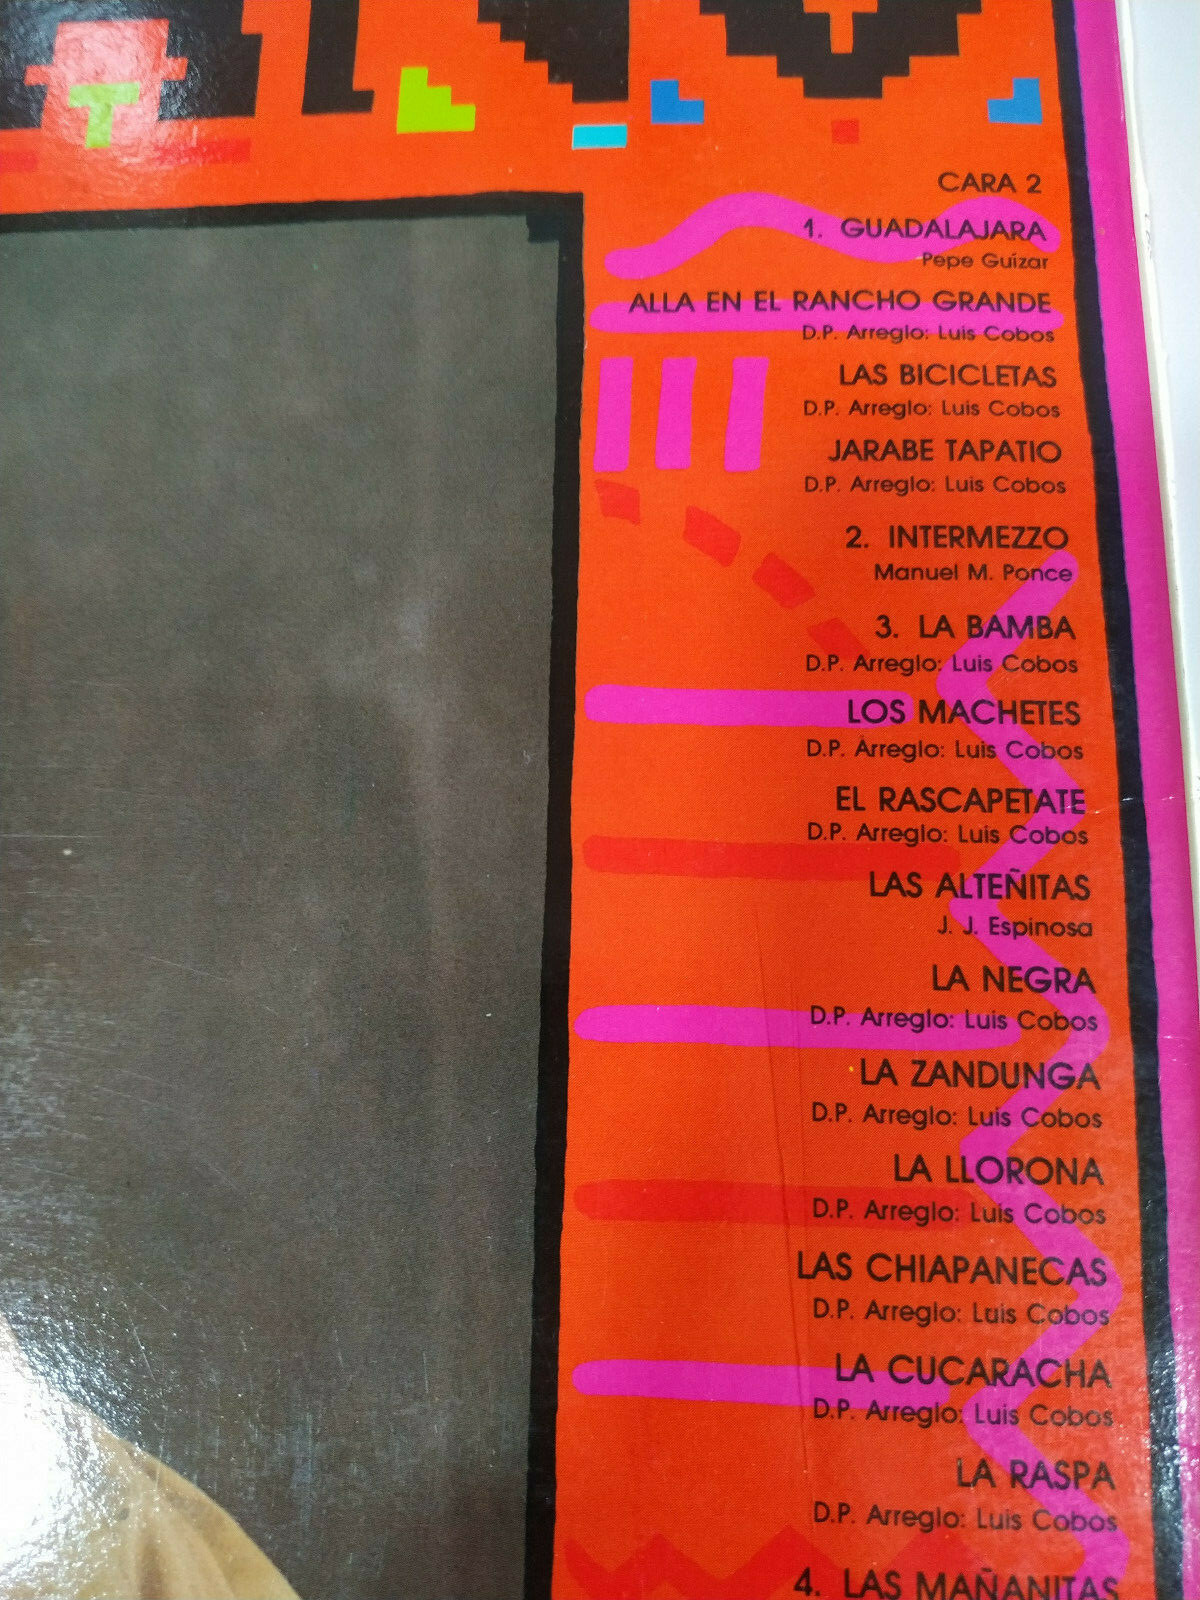 CARA 2
1. GUADALAJARA
Pepe Guízar
ALLA EN EL RANCHO GRANDE
D.P. Arreglo: Luis Cobos
LAS BICICLETAS
D.P. Arreglo: Luis Cobos
JARABE TAPATIO
D.P. Arreglo: Luis Cobos
2. INTERMEZZO
Manuel M. Ponce
3. LA BAMBA
D.P. Arreglo: Luis Cobos
LOS MACHETES
D.P. Arreglo: Luis Cobos
EL RASCAPETATE
D.P. Arreglo: Luis Cobos
LAS ALTEÑITAS
J. J. Espinosa
LA NEGRA
D.P. Arreglo: Luis Cobos
LA ZANDUNGA
D.P. Arreglo: Luis Cobos
LA LLORONA
D.P. Arreglo: Luis Cobos
LAS CHIAPANECAS
D.P. Arreglo: Luis Cobos
LA CUCARACHA
D.P. Arreglo: Luis Cobos
LA RASPA
D.P. Arreglo: Luis Cobos
4. LAS MAÑANITAS